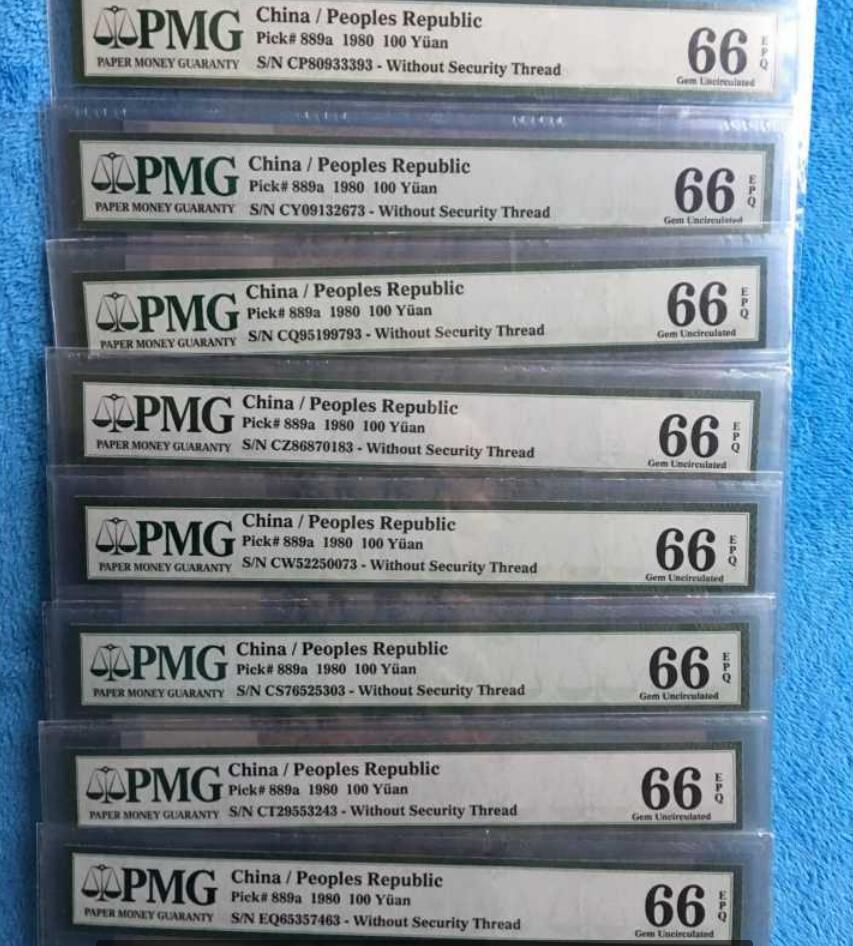 PMG
PAPER MONEY GUARANTY
China / Peoples Republic
Pick# 889a 1980 100 Yüan
S/N CP80933393 - Without Security Thread
66 EPQ
Gem Uncirculated
PMG
PAPER MONEY GUARANTY
China / Peoples Republic
Pick# 889a 1980 100 Yüan
S/N CY09132673 - Without Security Thread
66 EPQ
Gem Uncirculated
PMG
PAPER MONEY GUARANTY
China / Peoples Republic
Pick# 889a 1980 100 Yüan
S/N CQ95199793 - Without Security Thread
66 EPQ
Gem Uncirculated
PMG
PAPER MONEY GUARANTY
China / Peoples Republic
Pick# 889a 1980 100 Yüan
S/N CZ86870183 - Without Security Thread
66 EPQ
Gem Uncirculated
PMG
PAPER MONEY GUARANTY
China / Peoples Republic
Pick# 889a 1980 100 Yüan
S/N CW52250073 - Without Security Thread
66 EPQ
Gem Uncirculated
PMG
PAPER MONEY GUARANTY
China / Peoples Republic
Pick# 889a 1980 100 Yüan
S/N CS76525303 - Without Security Thread
66 EPQ
Gem Uncirculated
PMG
PAPER MONEY GUARANTY
China / Peoples Republic
Pick# 889a 1980 100 Yüan
S/N CT29553243 - Without Security Thread
66 EPQ
Gem Uncirculated
PMG
PAPER MONEY GUARANTY
China / Peoples Republic
Pick# 889a 1980 100 Yüan
S/N EQ65357463 - Without Security Thread
66 EPQ
Gem Uncirculated